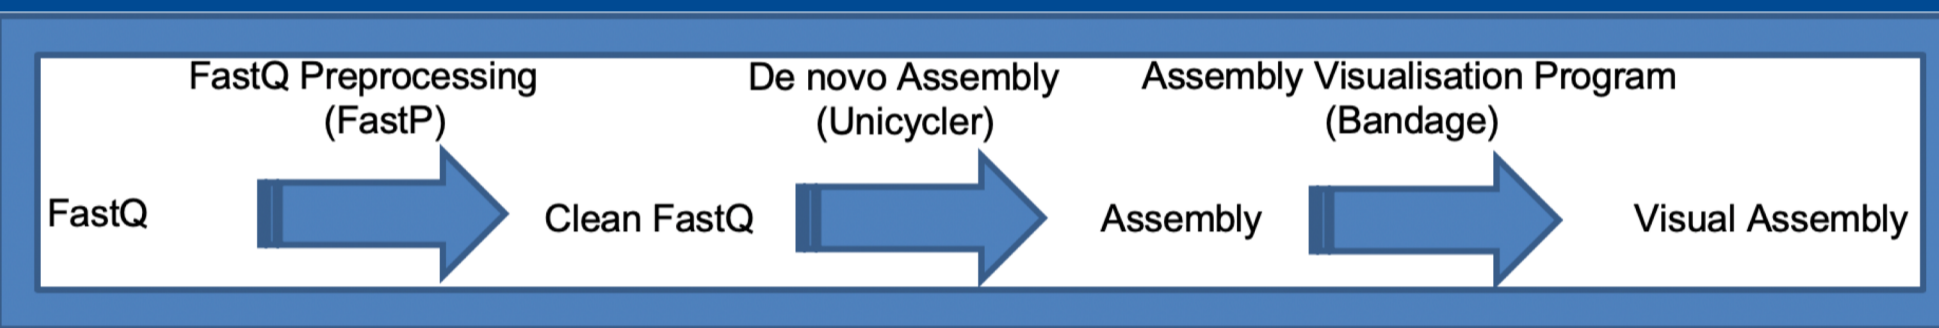 FastQ Preprocessing
(FastP)
De novo Assembly
(Unicycler)
Assembly Visualisation Program
(Bandage)
FastQ
Clean FastQ
Assembly
Visual Assembly